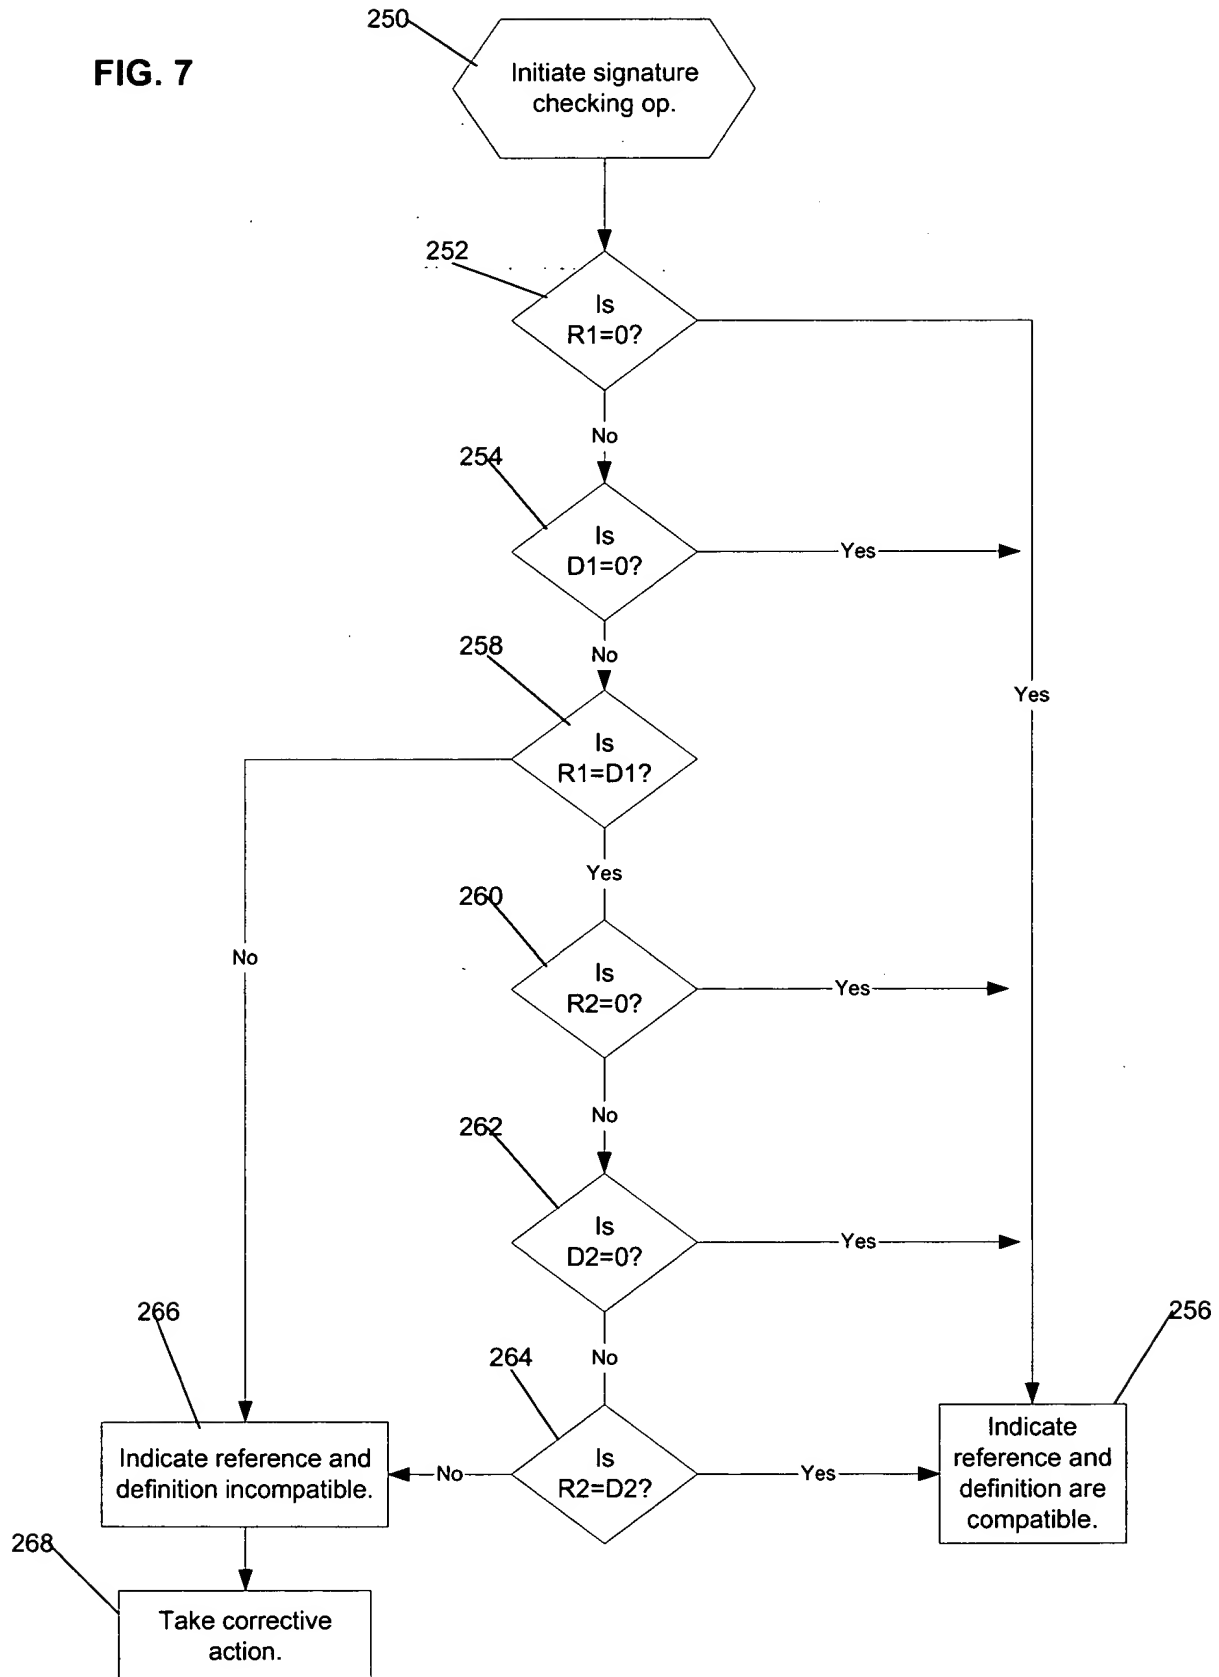 250
FIG. 7
Initiate signature
checking op.
252
Is
R1=0?
No
254
Is
D1=0?
Yes
No
258
Is
R1=D1?
Yes
Yes
260
No
Is
R2=0?
Yes
No
262
Is
D2=0?
Yes
266
256
No
264
Indicate reference and
definition incompatible.
No
Is
R2=D2?
Yes
Indicate
reference and
definition are
compatible.
268
Take corrective
action.